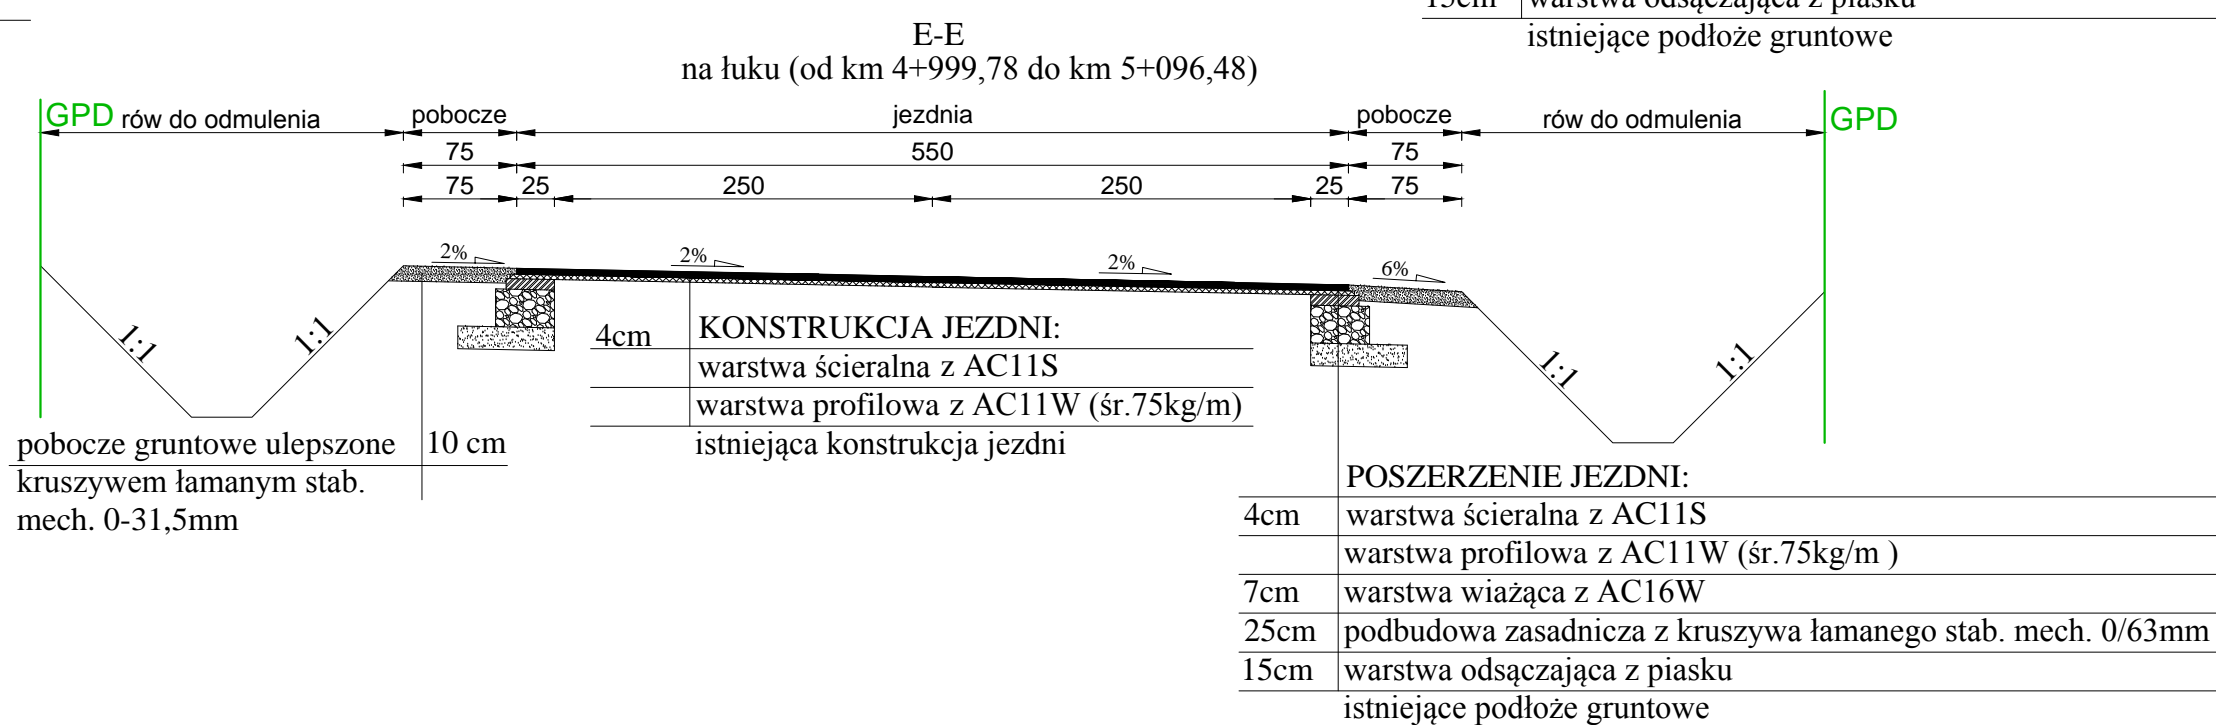 15cm warstwa odsączająca z piasku
istniejące podłoże gruntowe
E-E
na łuku (od km 4+999,78 do km 5+096,48)
GPD rów do odmulenia pobocze jezdnia pobocze rów do odmulenia GPD
75 550 75
75 25 250 250 25 75
2% 2% 2% 6%
1:1 1:1 1:1 1:1
4cm KONSTRUKCJA JEZDNI:
warstwa ścieralna z AC11S
warstwa profilowa z AC11W (śr.75kg/m)
istniejąca konstrukcja jezdni
pobocze gruntowe ulepszone 10 cm
kruszywem łamanym stab.
mech. 0-31,5mm
POSZERZENIE JEZDNI:
4cm warstwa ścieralna z AC11S
warstwa profilowa z AC11W (śr.75kg/m )
7cm warstwa wiażąca z AC16W
25cm podbudowa zasadnicza z kruszywa łamanego stab. mech. 0/63mm
15cm warstwa odsączająca z piasku
istniejące podłoże gruntowe